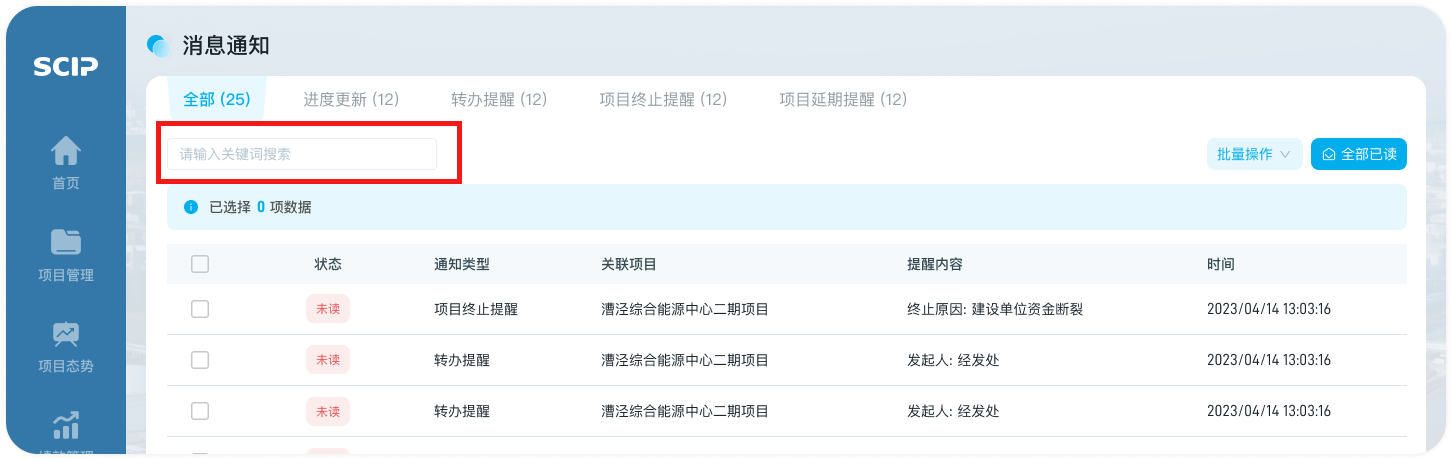 SCIP
首页
项目管理
项目态势
消息通知
全部 (25) 进度更新 (12) 转办提醒 (12) 项目终止提醒 (12) 项目延期提醒 (12)
请输入关键词搜索 批量操作 全部已读
已选择 0 项数据
状态 通知类型 关联项目 提醒内容 时间
未读 项目终止提醒 漕泾综合能源中心二期项目 终止原因: 建设单位资金断裂 2023/04/14 13:03:16
未读 转办提醒 漕泾综合能源中心二期项目 发起人: 经发处 2023/04/14 13:03:16
未读 转办提醒 漕泾综合能源中心二期项目 发起人: 经发处 2023/04/14 13:03:16